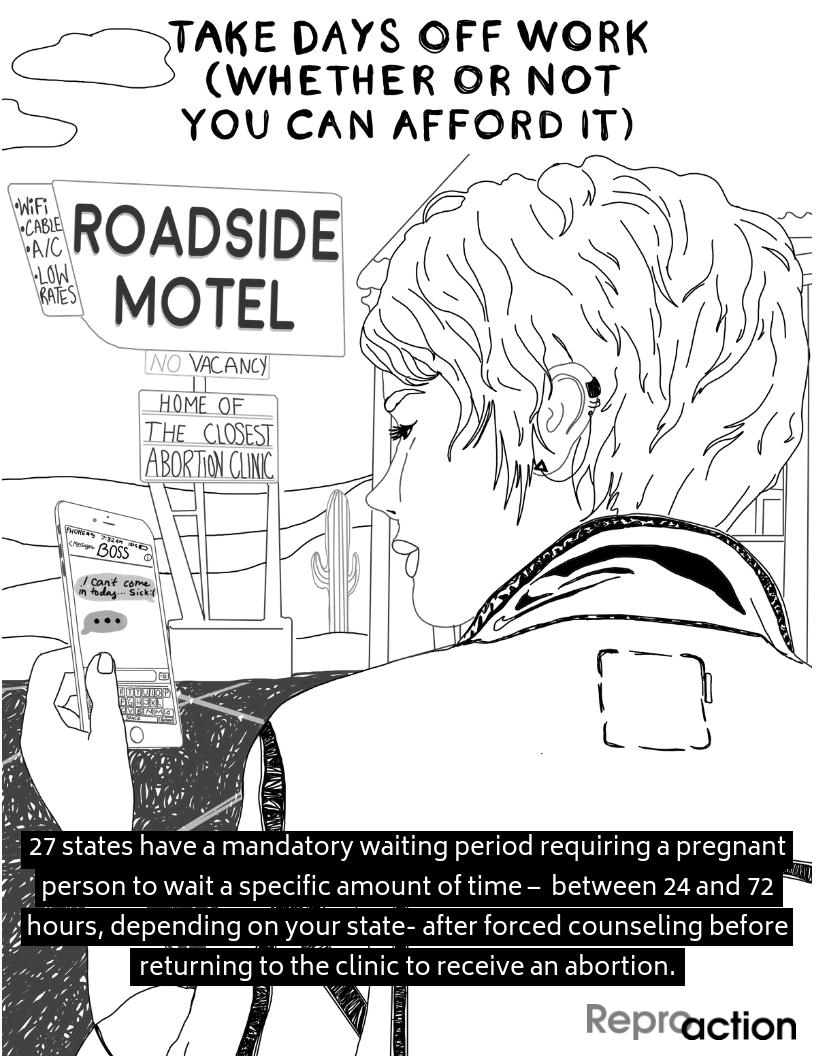 TAKE DAYS OFF WORK
(WHETHER OR NOT
YOU CAN AFFORD IT)
•WiFi
•CABLE
•A/C
•LOW
RATES
ROADSIDE
MOTEL
NO VACANCY
HOME OF
THE CLOSEST
ABORTION CLINIC
BOSS
I can't come
in today... Sick:(
27 states have a mandatory waiting period requiring a pregnant
person to wait a specific amount of time – between 24 and 72
hours, depending on your state- after forced counseling before
returning to the clinic to receive an abortion.
Reproaction